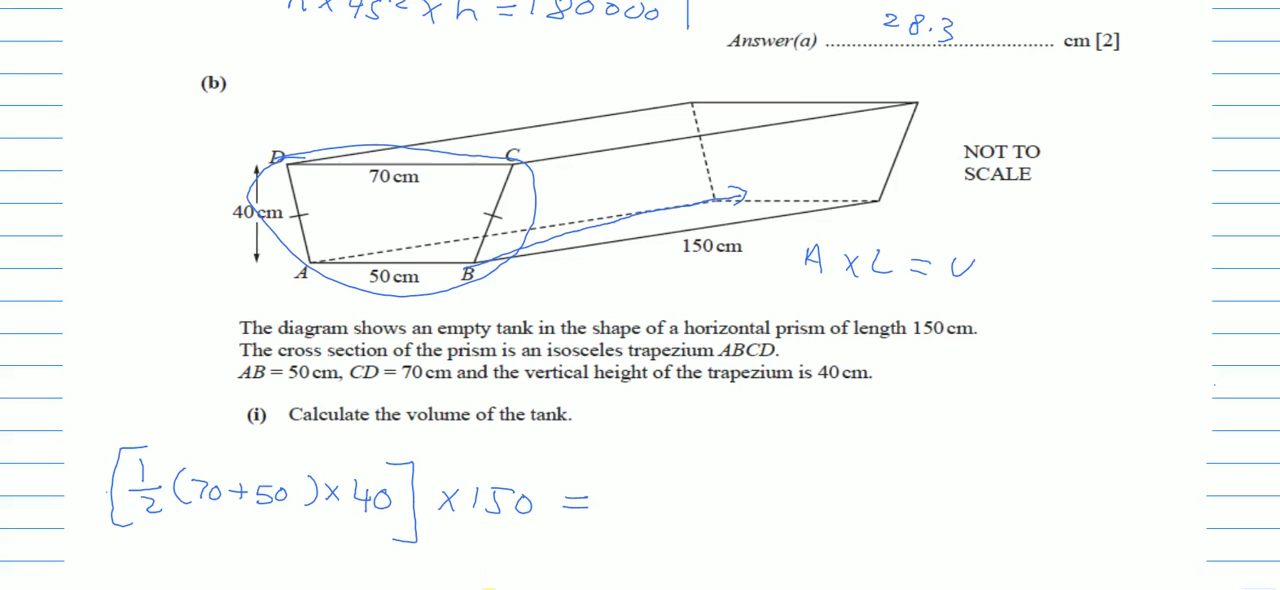 π × 45² × h = 180000
28.3
Answer(a) ........................................ cm [2]
(b)
D C
70 cm
NOT TO
SCALE
40 cm
150 cm
A × L = V
A B
50 cm
The diagram shows an empty tank in the shape of a horizontal prism of length 150 cm.
The cross section of the prism is an isosceles trapezium ABCD.
AB = 50 cm, CD = 70 cm and the vertical height of the trapezium is 40 cm.
(i) Calculate the volume of the tank.
[1/2 (70+50) × 40] × 150 =